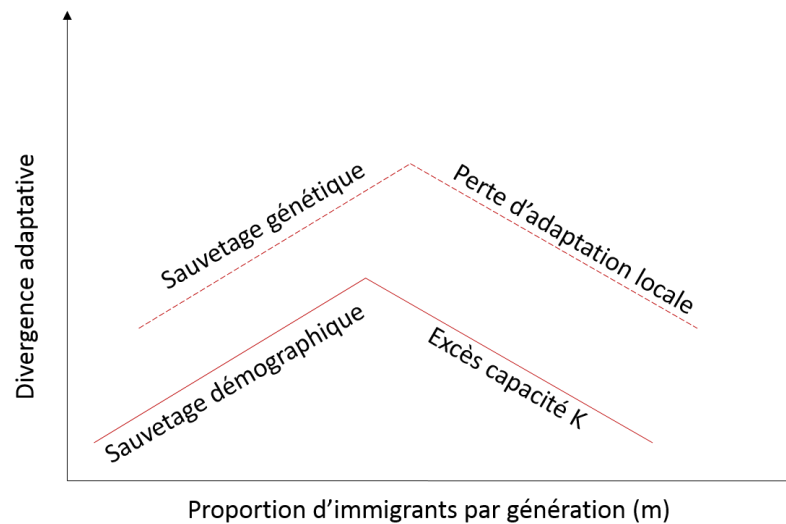 Divergence adaptative
Sauvetage génétique
Perte d'adaptation locale
Sauvetage démographique
Excès capacité K
Proportion d'immigrants par génération (m)